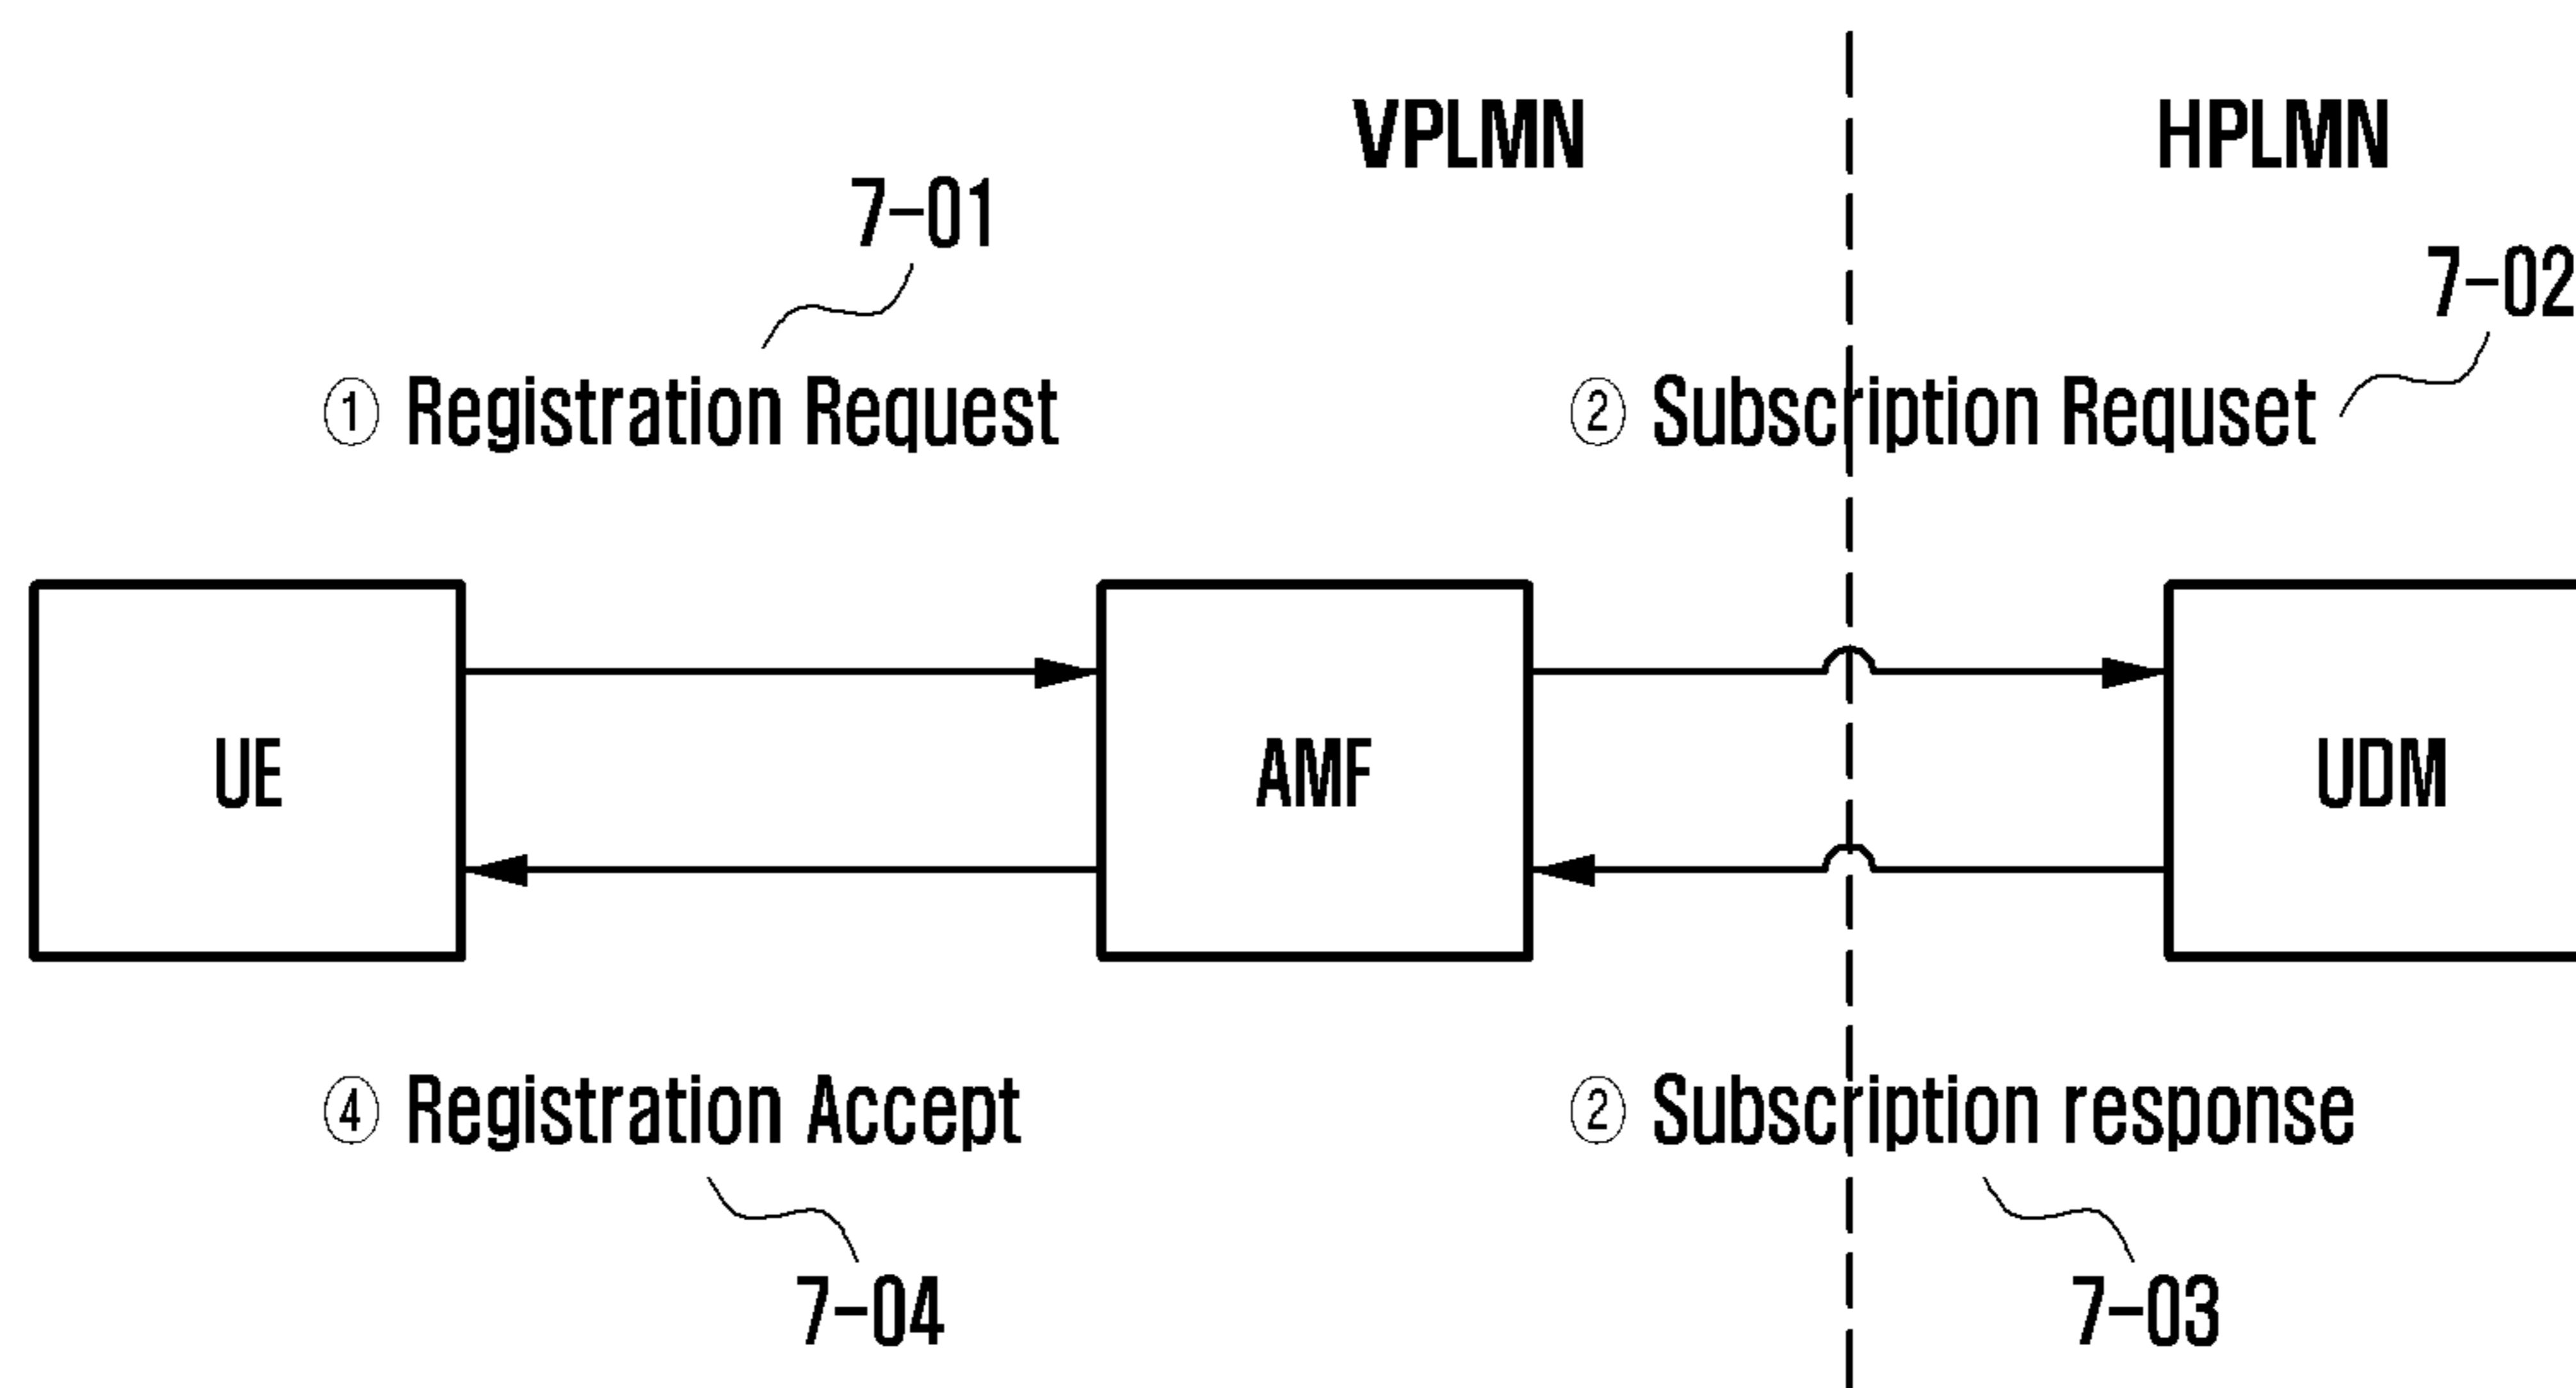 VPLMN
HPLMN
7-01
7-02
① Registration Request
② Subscription Requset
UE
AMF
UDM
④ Registration Accept
② Subscription response
7-04
7-03